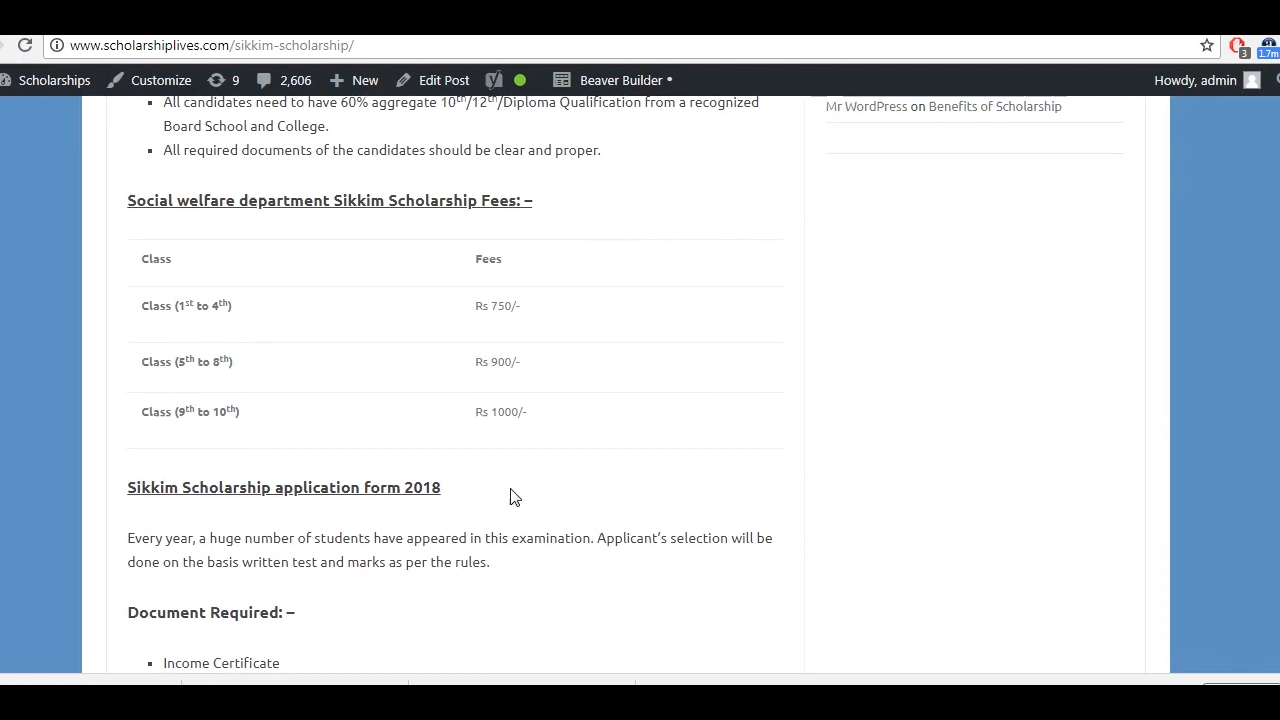 www.scholarshiplives.com/sikkim-scholarship/
3
1.7m
Scholarships Customize 9 2,606 New Edit Post Beaver Builder Howdy, admin
All candidates need to have 60% aggregate 10th/12th/Diploma Qualification from a recognized
Board School and College.
All required documents of the candidates should be clear and proper.
Mr WordPress on Benefits of Scholarship
Social welfare department Sikkim Scholarship Fees: –
Class Fees
Class (1st to 4th) Rs 750/-
Class (5th to 8th) Rs 900/-
Class (9th to 10th) Rs 1000/-
Sikkim Scholarship application form 2018
Every year, a huge number of students have appeared in this examination. Applicant’s selection will be
done on the basis written test and marks as per the rules.
Document Required: –
Income Certificate